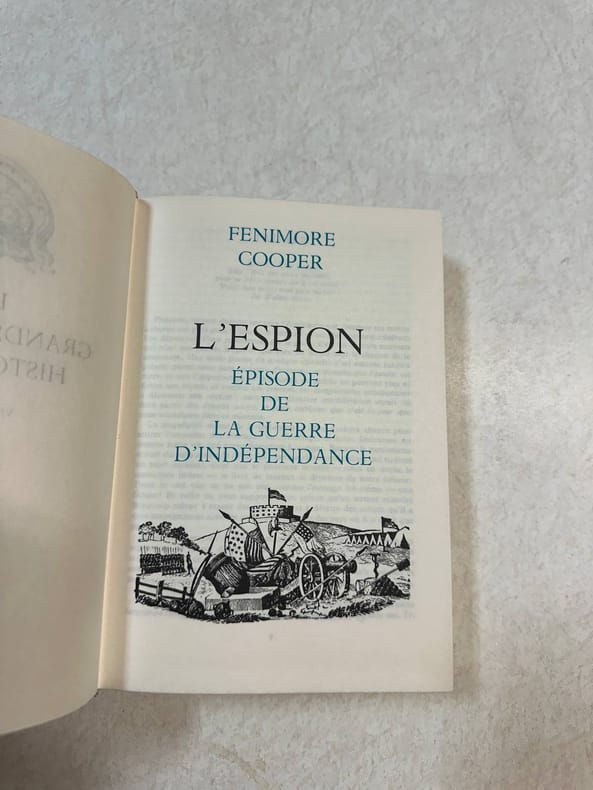 FENIMORE
COOPER
L'ESPION
ÉPISODE
DE
LA GUERRE
D'INDÉPENDANCE